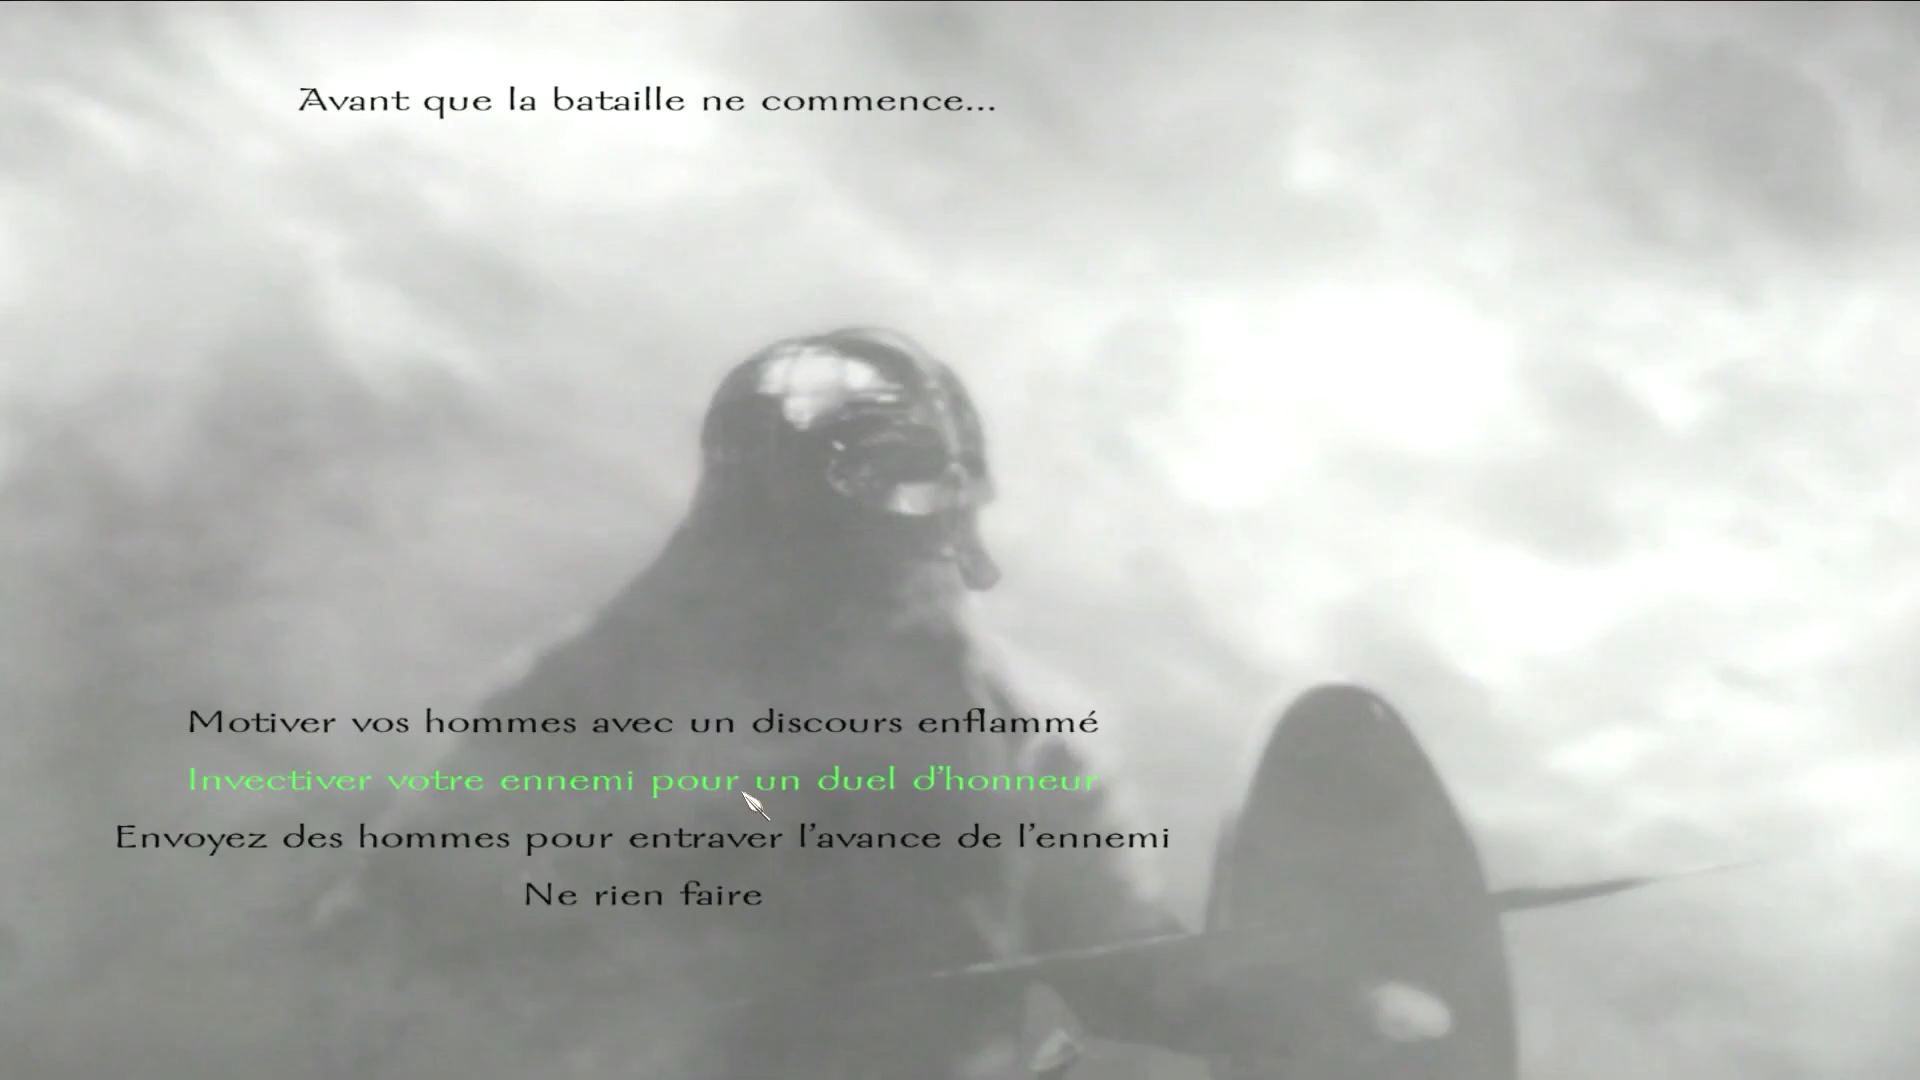 Avant que la bataille ne commence...
Motiver vos hommes avec un discours enflammé
Invectiver votre ennemi pour un duel d'honneur
Envoyez des hommes pour entraver l'avance de l'ennemi
Ne rien faire